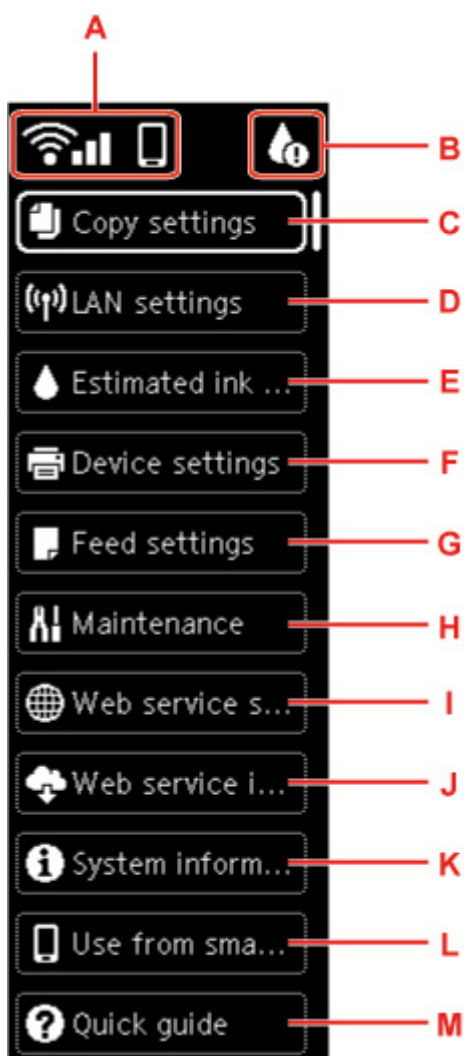 A
B
Copy settings C
LAN settings D
Estimated ink ... E
Device settings F
Feed settings G
Maintenance H
Web service s... I
Web service i... J
System inform... K
Use from sma... L
Quick guide M